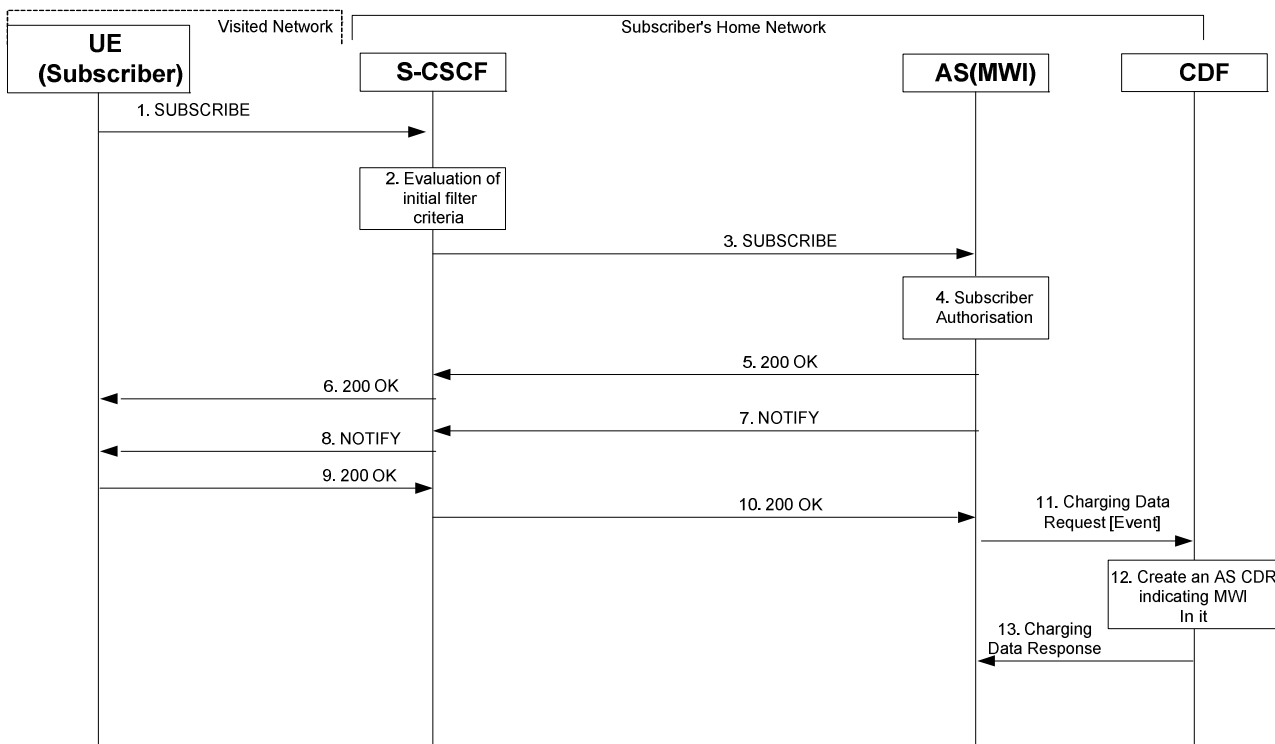 Visited Network
Subscriber's Home Network
UE
(Subscriber)
S-CSCF
AS(MWI)
CDF
1. SUBSCRIBE
2. Evaluation of
initial filter
criteria
3. SUBSCRIBE
4. Subscriber
Authorisation
5. 200 OK
6. 200 OK
7. NOTIFY
8. NOTIFY
9. 200 OK
10. 200 OK
11. Charging Data
Request [Event]
12. Create an AS CDR
indicating MWI
In it
13. Charging
Data Response